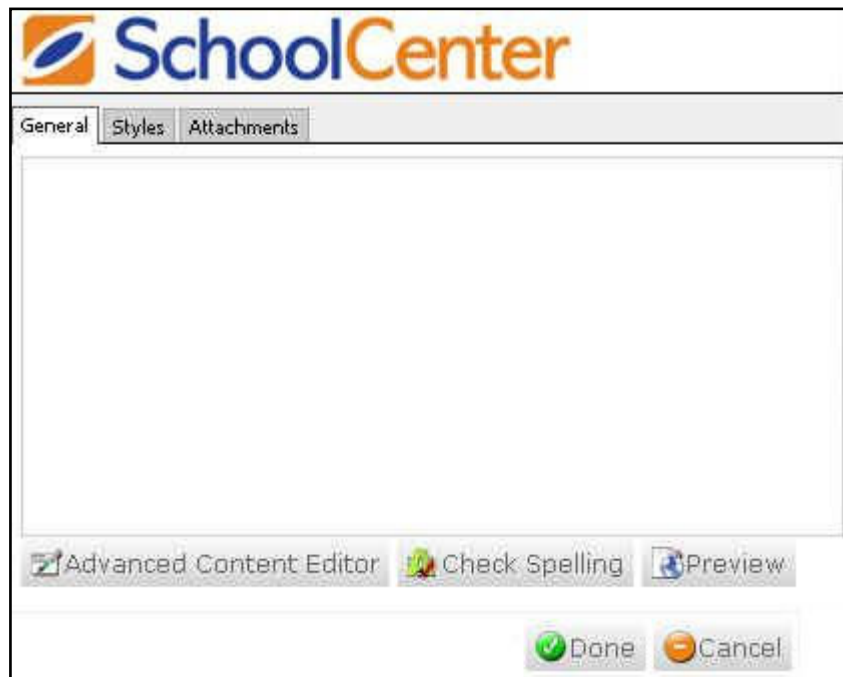 SchoolCenter
General Styles Attachments
Advanced Content Editor Check Spelling Preview
Done Cancel